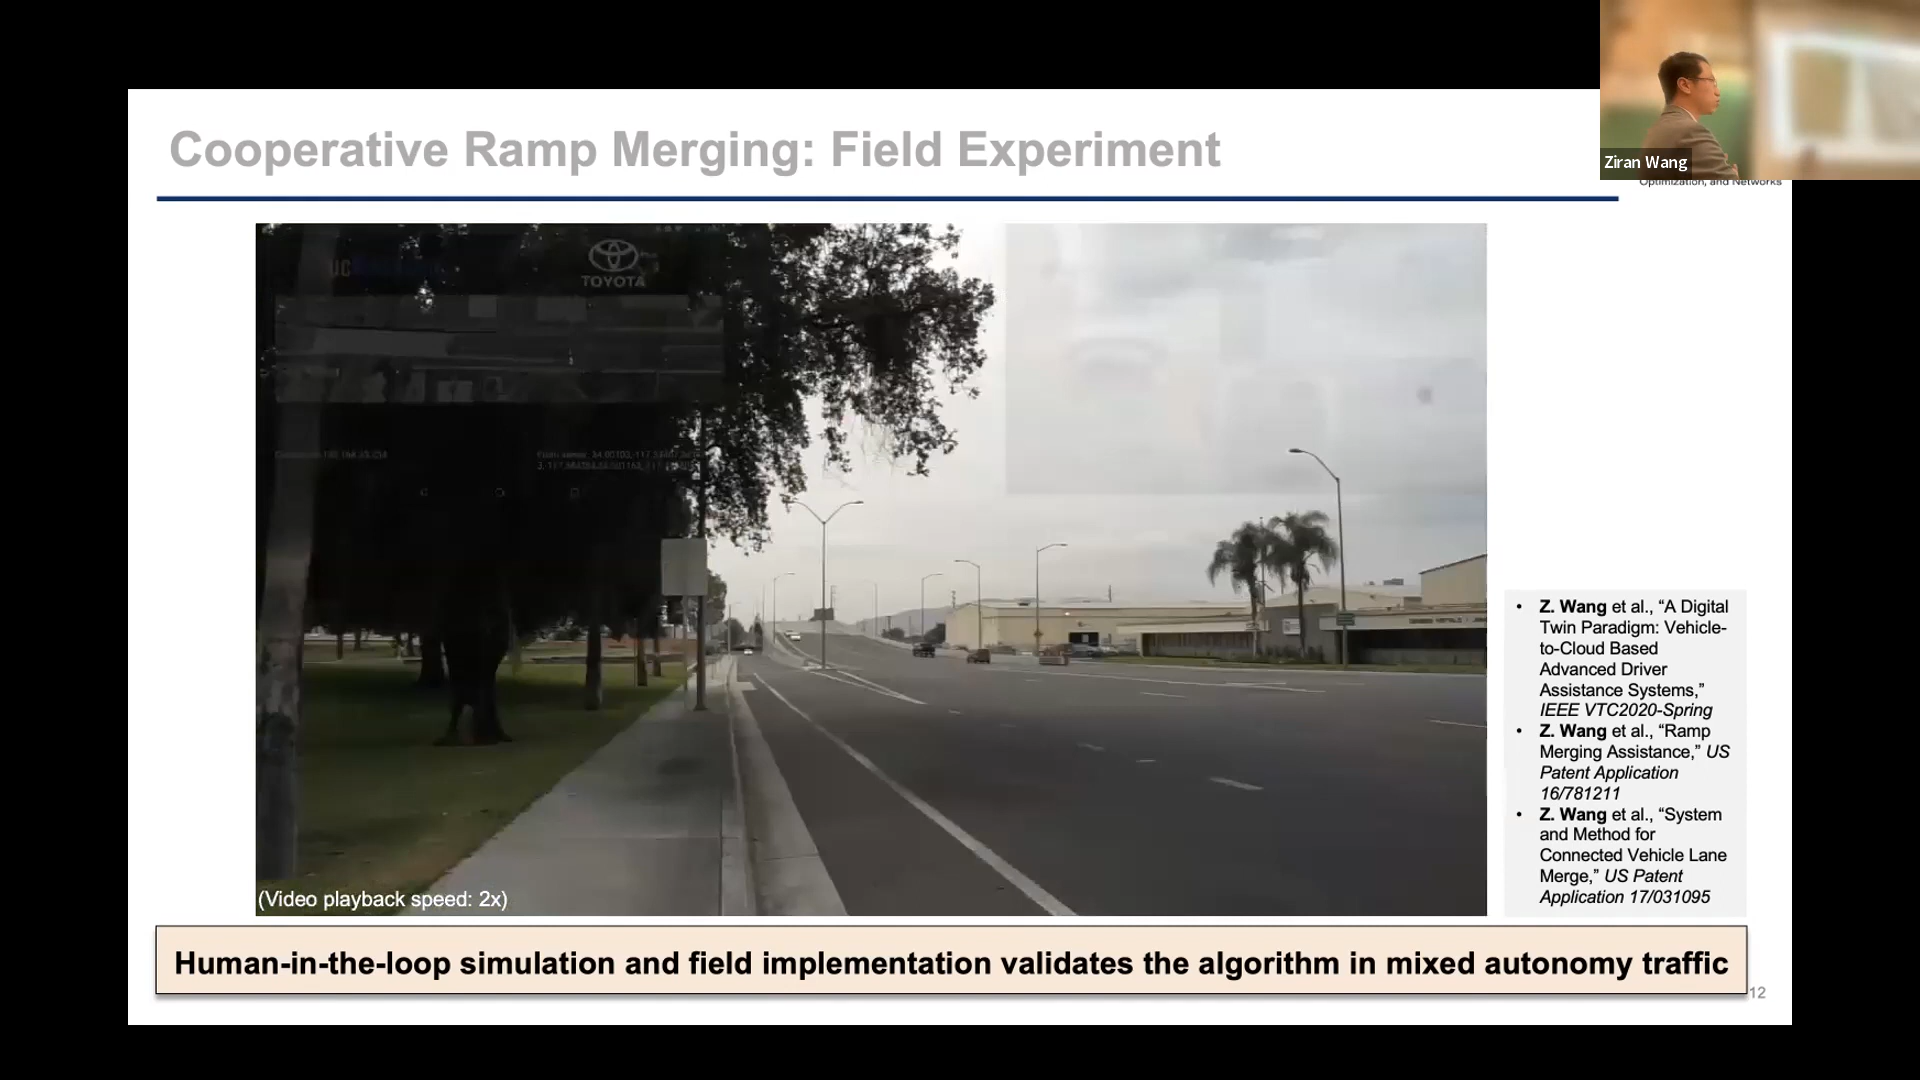 Cooperative Ramp Merging: Field Experiment
Ziran Wang
Optimization, and Networks
UC
TOYOTA
(Video playback speed: 2x)
• Z. Wang et al., “A Digital
Twin Paradigm: Vehicle-
to-Cloud Based
Advanced Driver
Assistance Systems,”
IEEE VTC2020-Spring
• Z. Wang et al., “Ramp
Merging Assistance,” US
Patent Application
16/781211
• Z. Wang et al., “System
and Method for
Connected Vehicle Lane
Merge,” US Patent
Application 17/031095
Human-in-the-loop simulation and field implementation validates the algorithm in mixed autonomy traffic
12